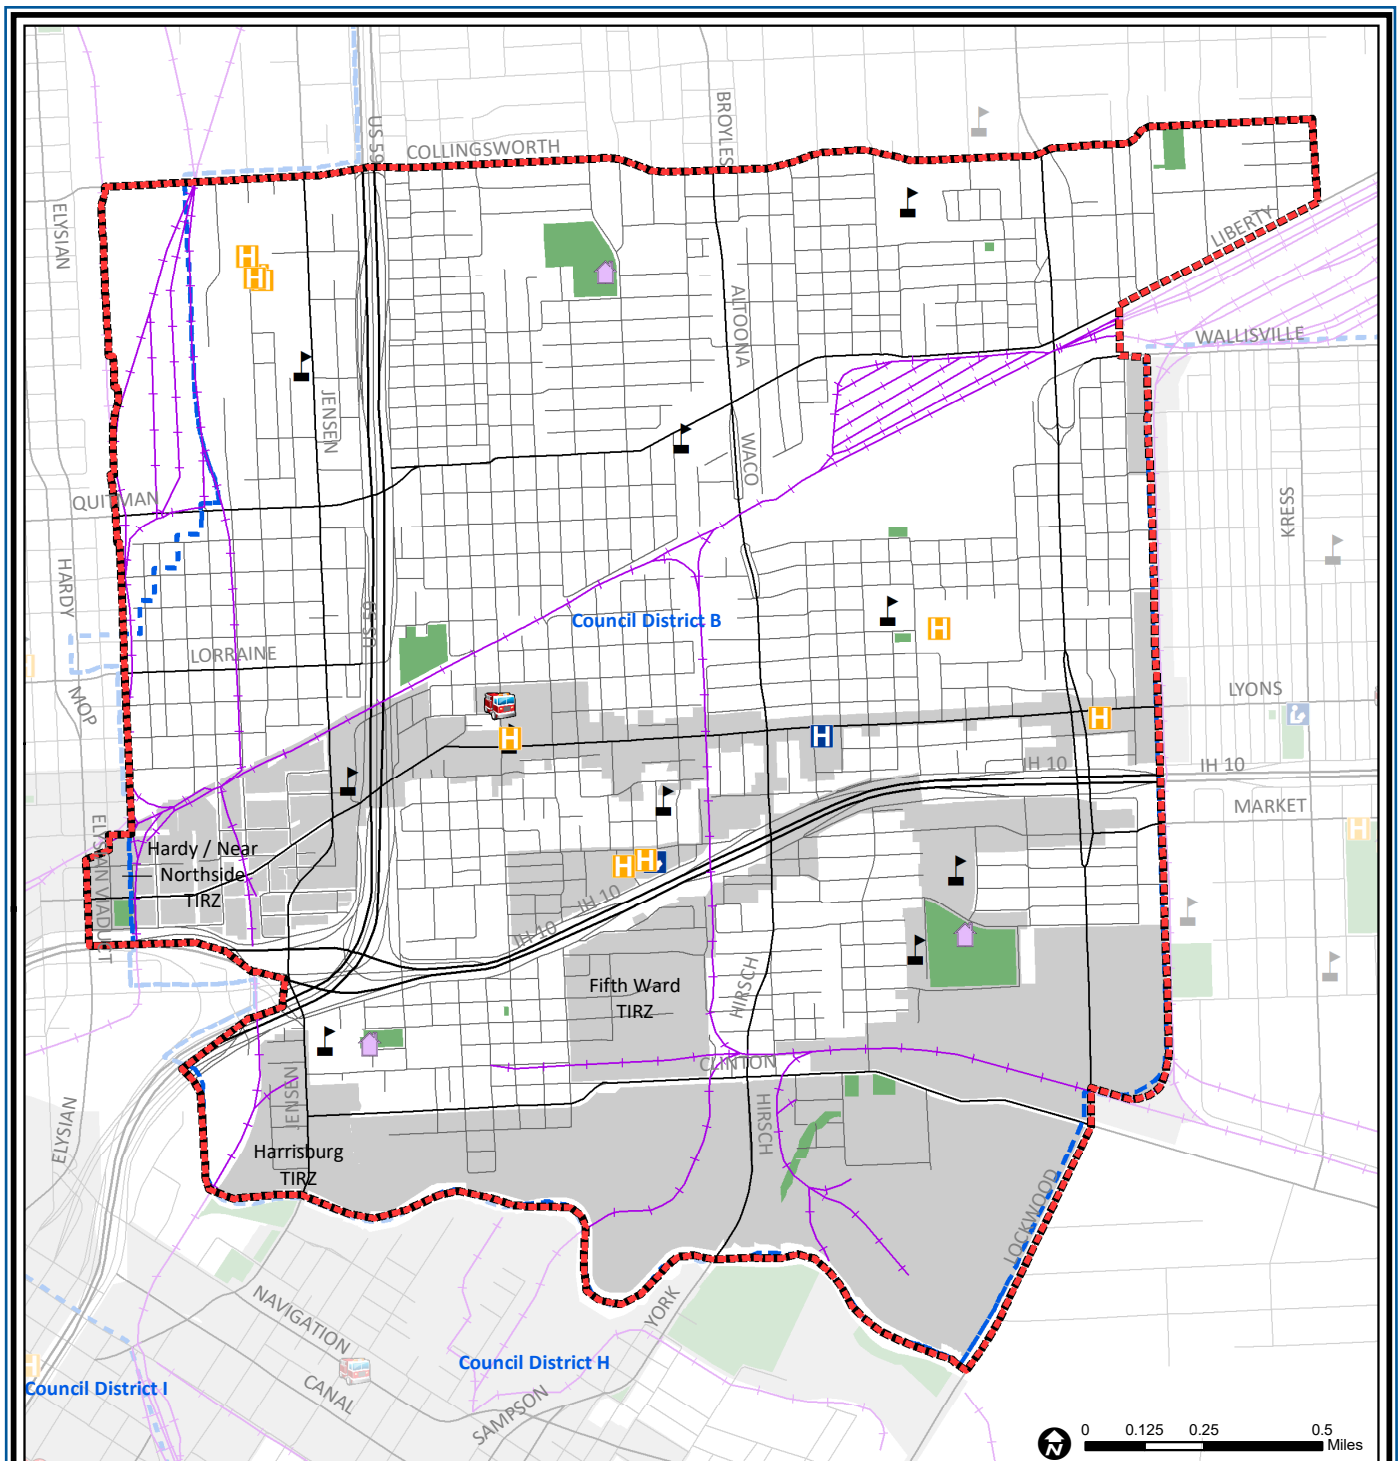 BROYLES
US 59
COLLINGSWORTH
ELYSIAN
LIBERTY
WALLISVILLE
ALTOONA
JENSEN
WACO
QUITMAN
KRESS
HARDY
US 59
Council District B
LORRAINE
MOP
LYONS
H
H
H
H
H
H
H
H
H
IH 10
IH 10
MARKET
ELYSIAN VIADUCT
Hardy / Near
Northside
TIRZ
IH 10
IH 10
HIRSCH
Fifth Ward
TIRZ
CLINTON
JENSEN
HIRSCH
ELYSIAN
Harrisburg
TIRZ
LOCKWOOD
NAVIGATION
YORK
Council District H
CANAL
Council District I
SAMPSON
N
0 0.125 0.25 0.5
Miles